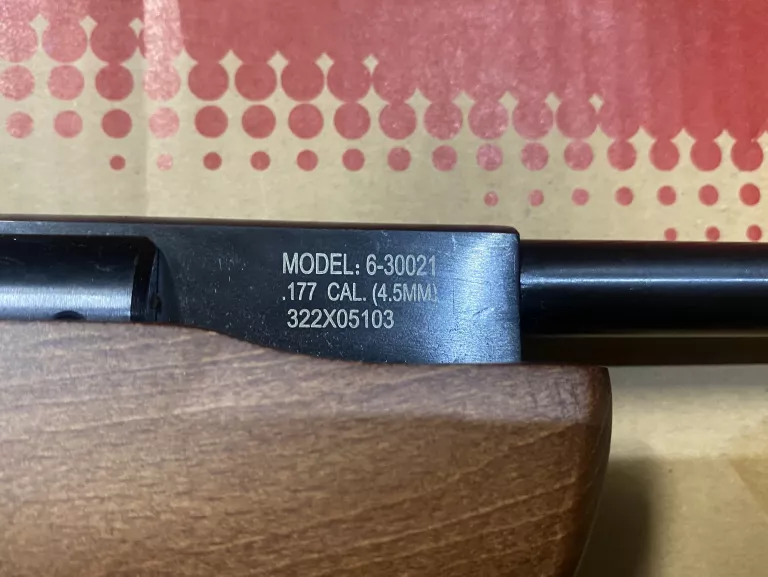 MODEL: 6-30021
.177 CAL. (4.5MM)
322X05103